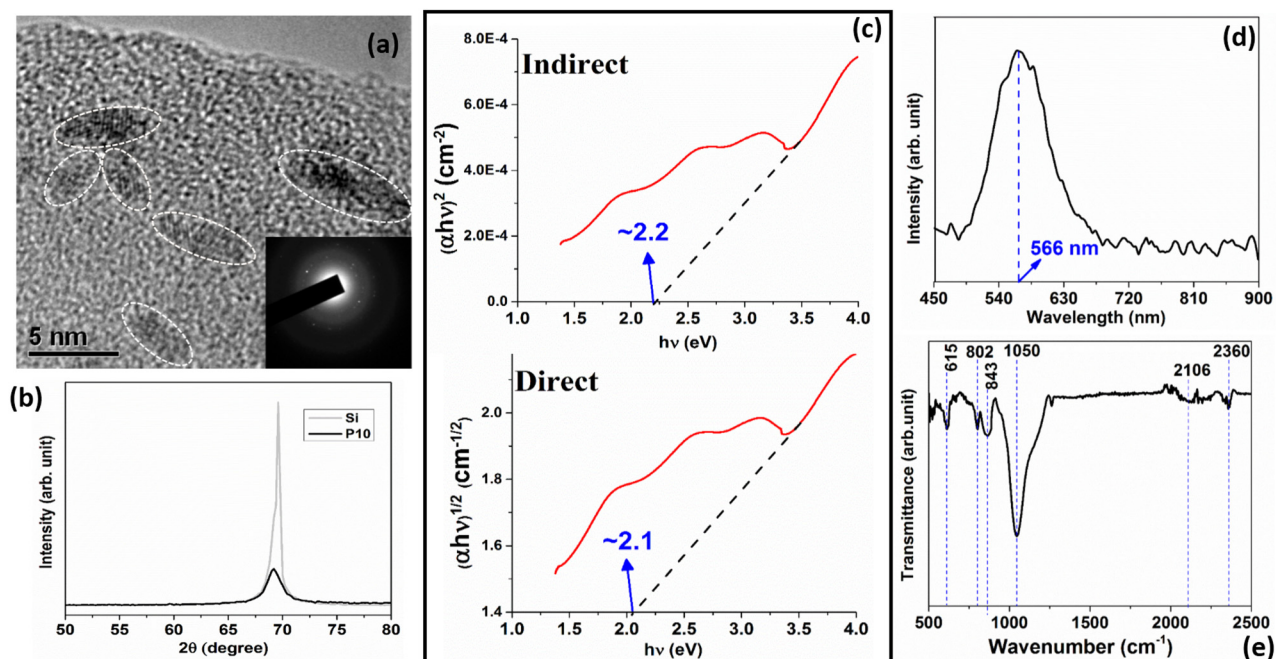 (a)
5 nm
(b)
Intensity (arb. unit)
Si
P10
50 55 60 65 70 75 80
2θ (degree)
(c)
Indirect
(αhν)² (cm⁻²)
8.0E-4
6.0E-4
4.0E-4
2.0E-4
0.0
~2.2
1.0 1.5 2.0 2.5 3.0 3.5 4.0
hν (eV)
Direct
(αhν)¹/² (cm⁻¹/²)
2.0
1.8
1.6
1.4
~2.1
1.0 1.5 2.0 2.5 3.0 3.5 4.0
hν (eV)
(d)
Intensity (arb. unit)
566 nm
450 540 630 720 810 900
Wavelength (nm)
615 802 843 1050 2106 2360
Transmittance (arb.unit)
500 1000 1500 2000 2500
Wavenumber (cm⁻¹)
(e)